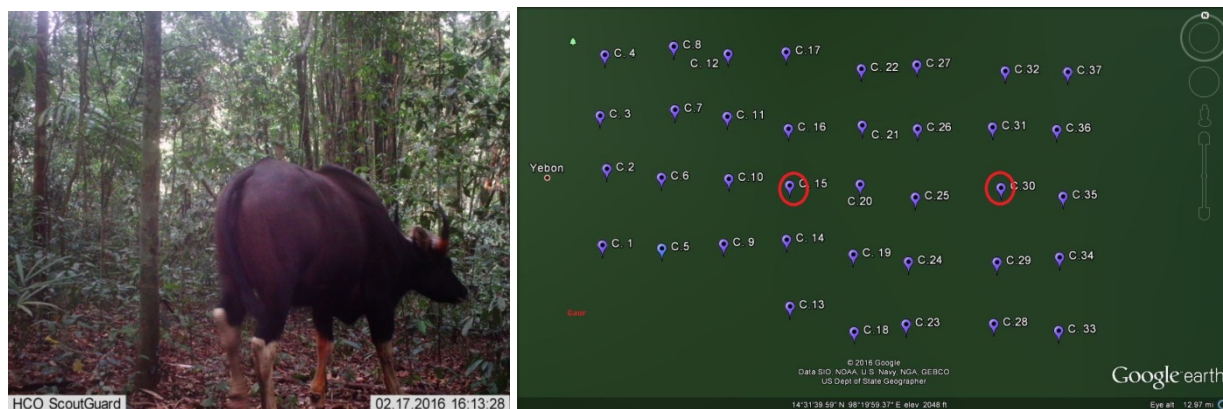 HCO ScoutGuard
02.17.2016 16:13:28
N
C. 4
C. 8
C. 12
C. 17
C. 22
C. 27
C. 32
C. 37
C. 3
C. 7
C. 11
C. 16
C. 21
C. 26
C. 31
C. 36
Yebon
C. 2
C. 6
C. 10
C. 15
C.20
C. 25
C.30
C. 35
C. 1
C. 5
C. 9
C. 14
C. 19
C. 24
C. 29
C. 34
Gaur
C. 13
C.18
C.23
C. 28
C. 33
© 2016 Google
Data SIO, NOAA, U.S. Navy, NGA, GEBCO
US Dept of State Geographer
Google earth
14°31'39.59" N 98°19'59.37" E elev 2048 ft
Eye alt 12.97 mi